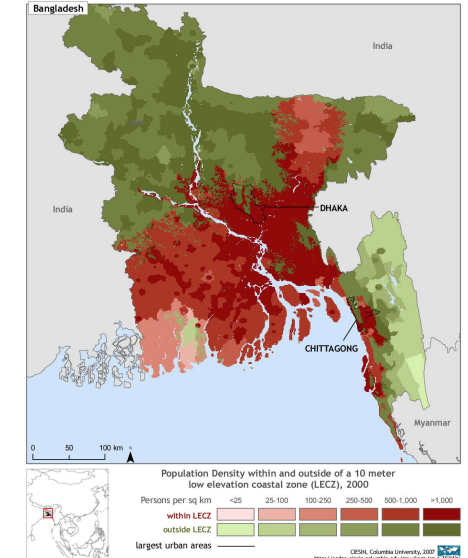 Bangladesh
India
India
DHAKA
CHITTAGONG
Myanmar
0 50 100 km
N
Population Density within and outside of a 10 meter
low elevation coastal zone (LECZ), 2000
Persons per sq km <25 25-100 100-250 250-500 500-1,000 >1,000
within LECZ
outside LECZ
largest urban areas
CIESIN, Columbia University, 2007